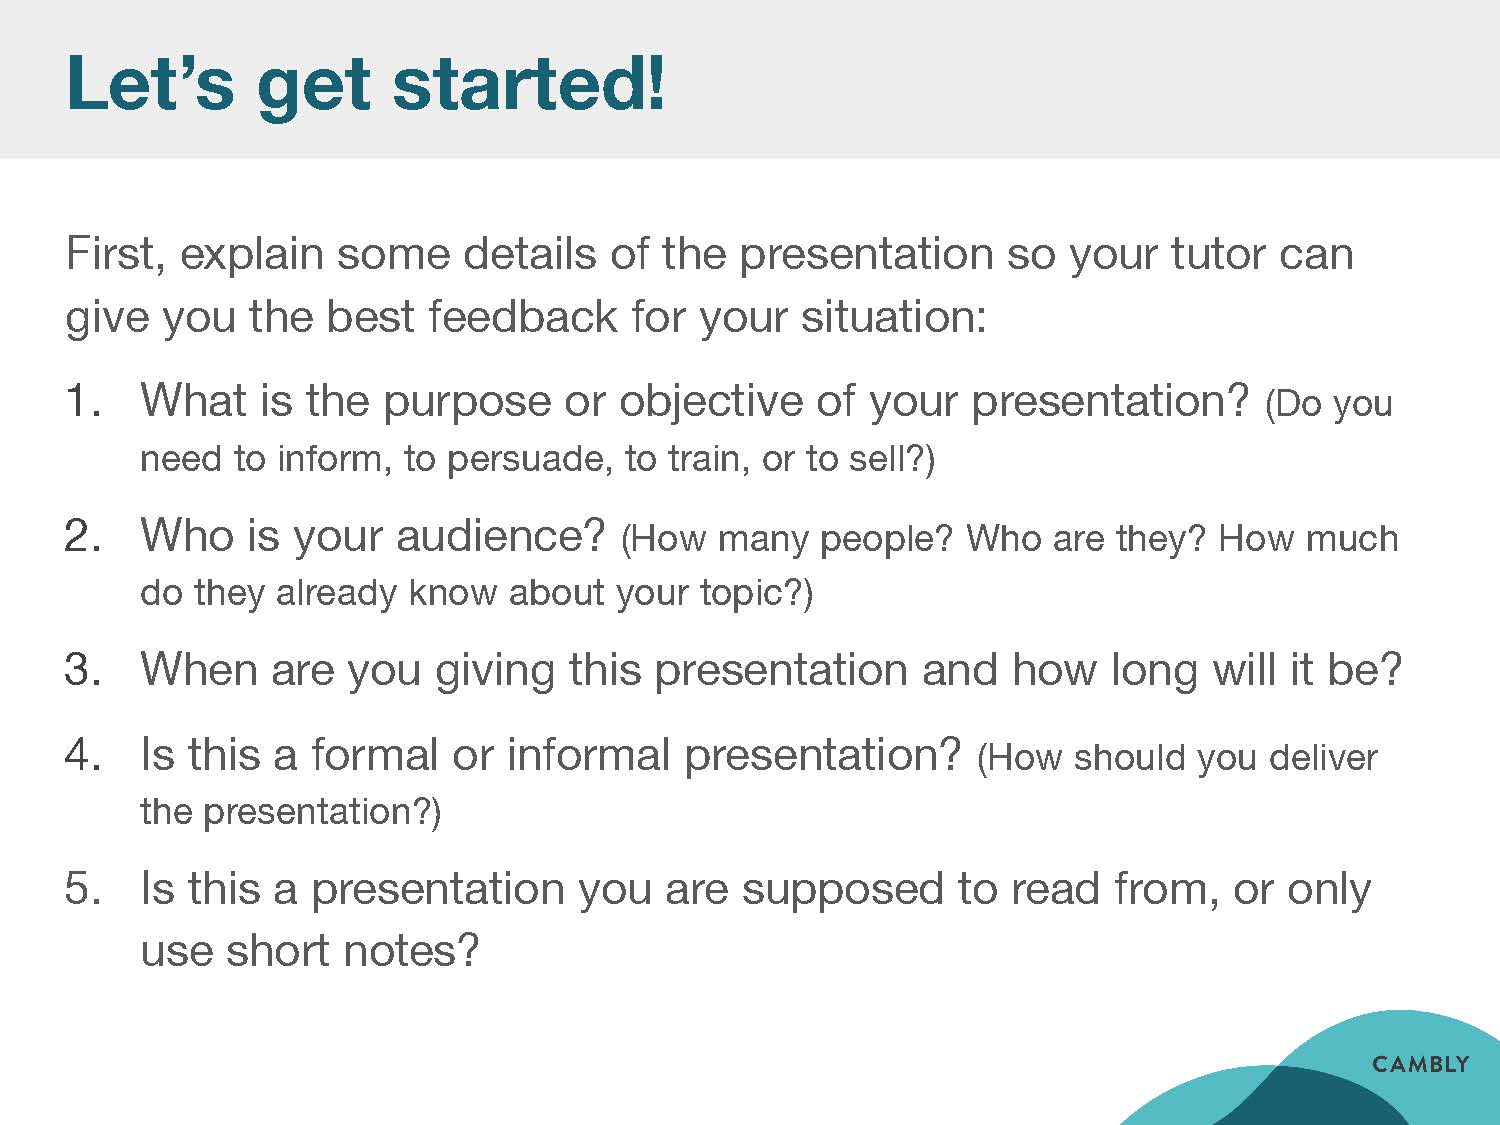 Let’s get started!
First, explain some details of the presentation so your tutor can
give you the best feedback for your situation:
1. What is the purpose or objective of your presentation? (Do you
need to inform, to persuade, to train, or to sell?)
2. Who is your audience? (How many people? Who are they? How much
do they already know about your topic?)
3. When are you giving this presentation and how long will it be?
4. Is this a formal or informal presentation? (How should you deliver
the presentation?)
5. Is this a presentation you are supposed to read from, or only
use short notes?
CAMBLY